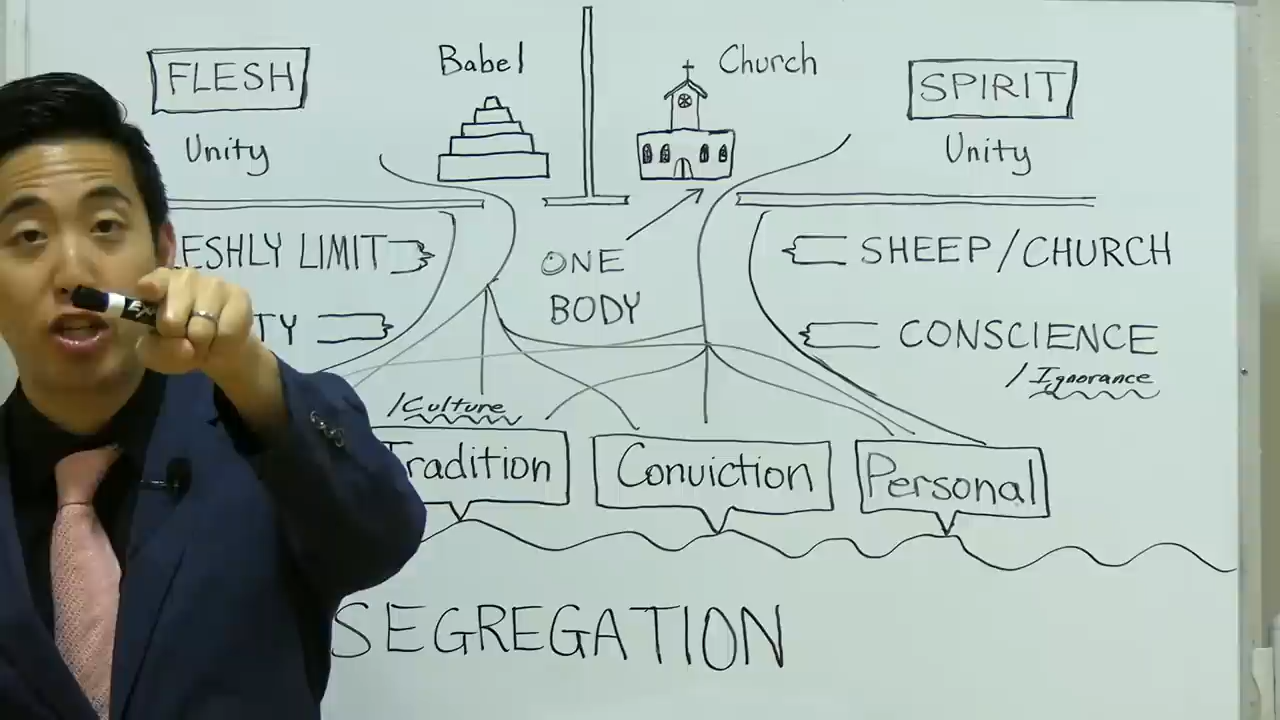 Babel
Church
FLESH
SPIRIT
Unity
Unity
ESHLY LIMIT
ONE
BODY
SHEEP/CHURCH
TY
CONSCIENCE
/Ignorance
/Culture
Tradition
Conviction
Personal
SEGREGATION